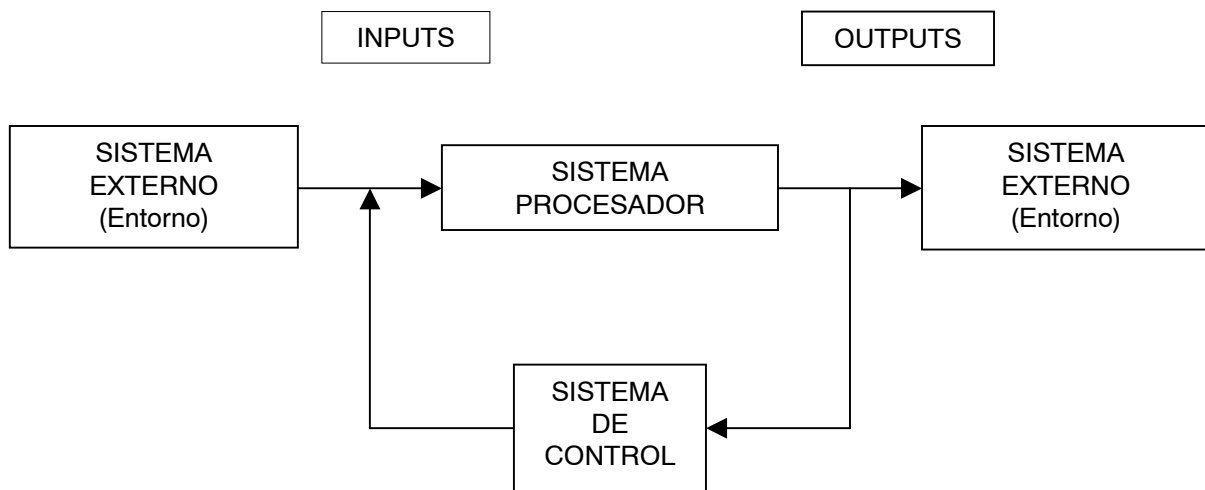 INPUTS
OUTPUTS
SISTEMA
EXTERNO
(Entorno)
SISTEMA
PROCESADOR
SISTEMA
EXTERNO
(Entorno)
SISTEMA
DE
CONTROL